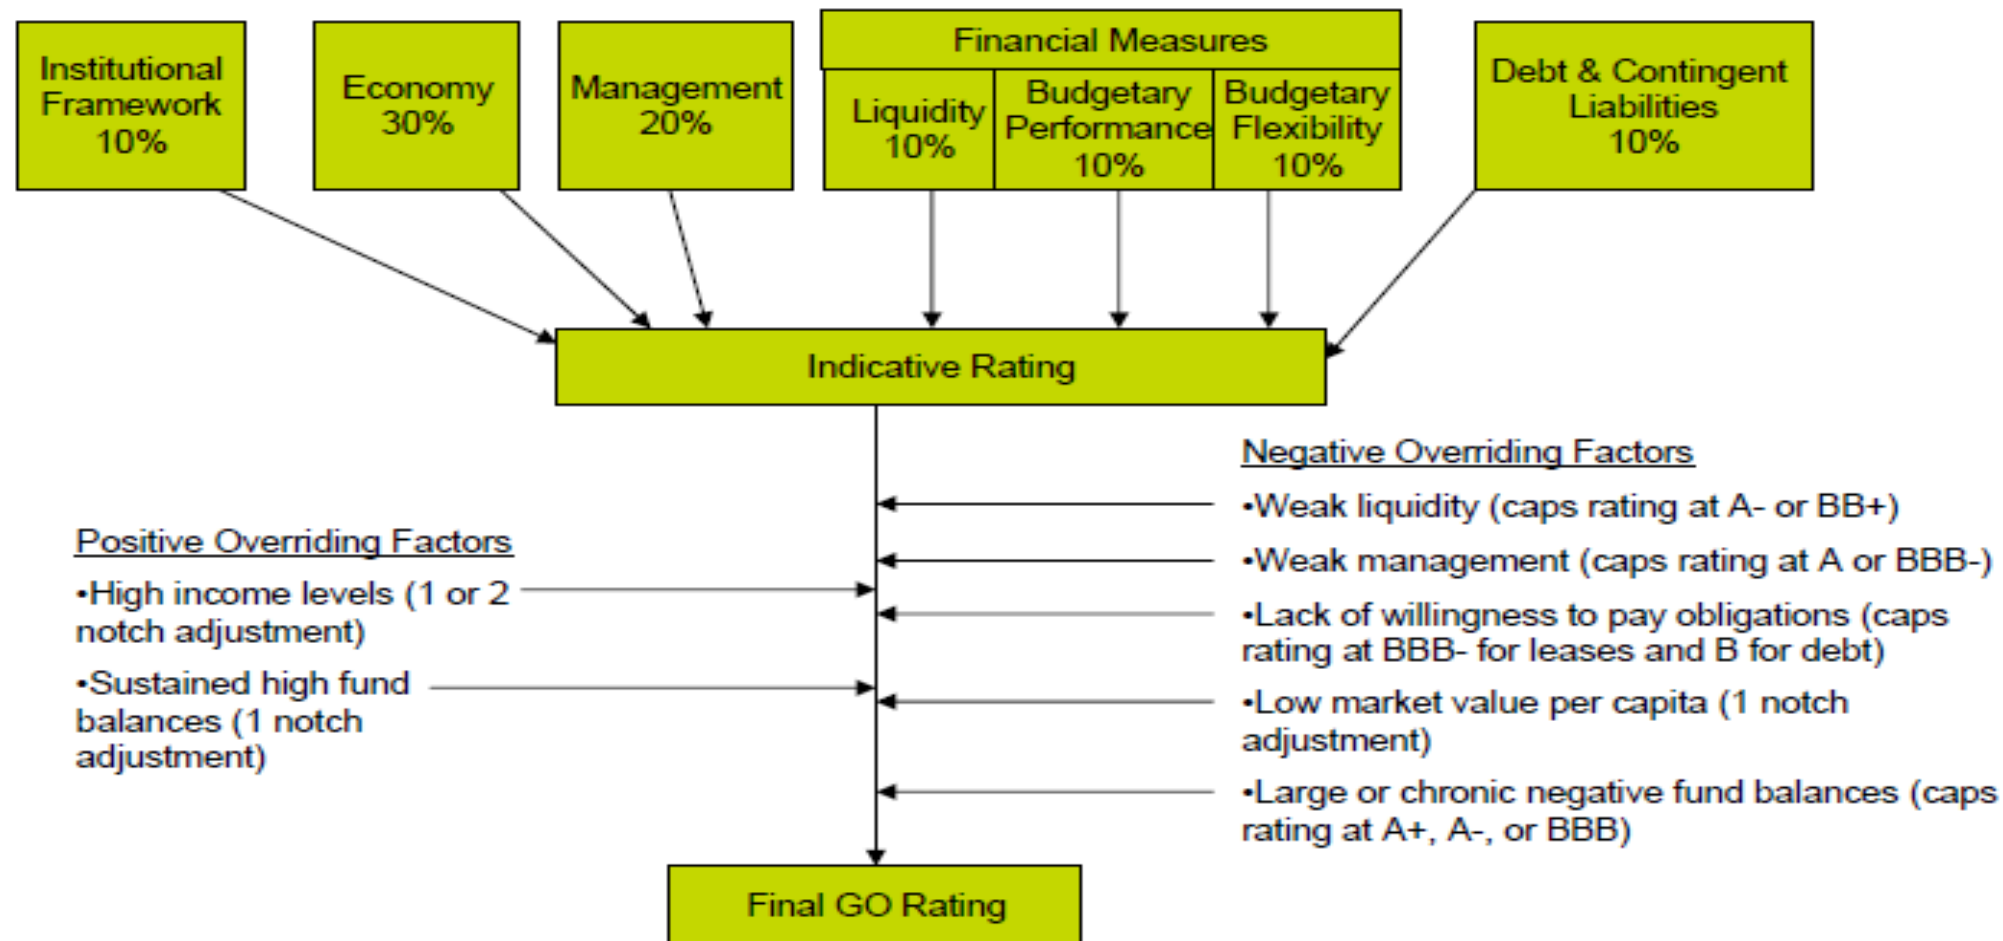 Institutional
Framework
10%
Economy
30%
Management
20%
Financial Measures
Liquidity
10%
Budgetary
Performance
10%
Budgetary
Flexibility
10%
Debt & Contingent
Liabilities
10%
Indicative Rating
Positive Overriding Factors
•High income levels (1 or 2
notch adjustment)
•Sustained high fund
balances (1 notch
adjustment)
Negative Overriding Factors
•Weak liquidity (caps rating at A- or BB+)
•Weak management (caps rating at A or BBB-)
•Lack of willingness to pay obligations (caps
rating at BBB- for leases and B for debt)
•Low market value per capita (1 notch
adjustment)
•Large or chronic negative fund balances (caps
rating at A+, A-, or BBB)
Final GO Rating